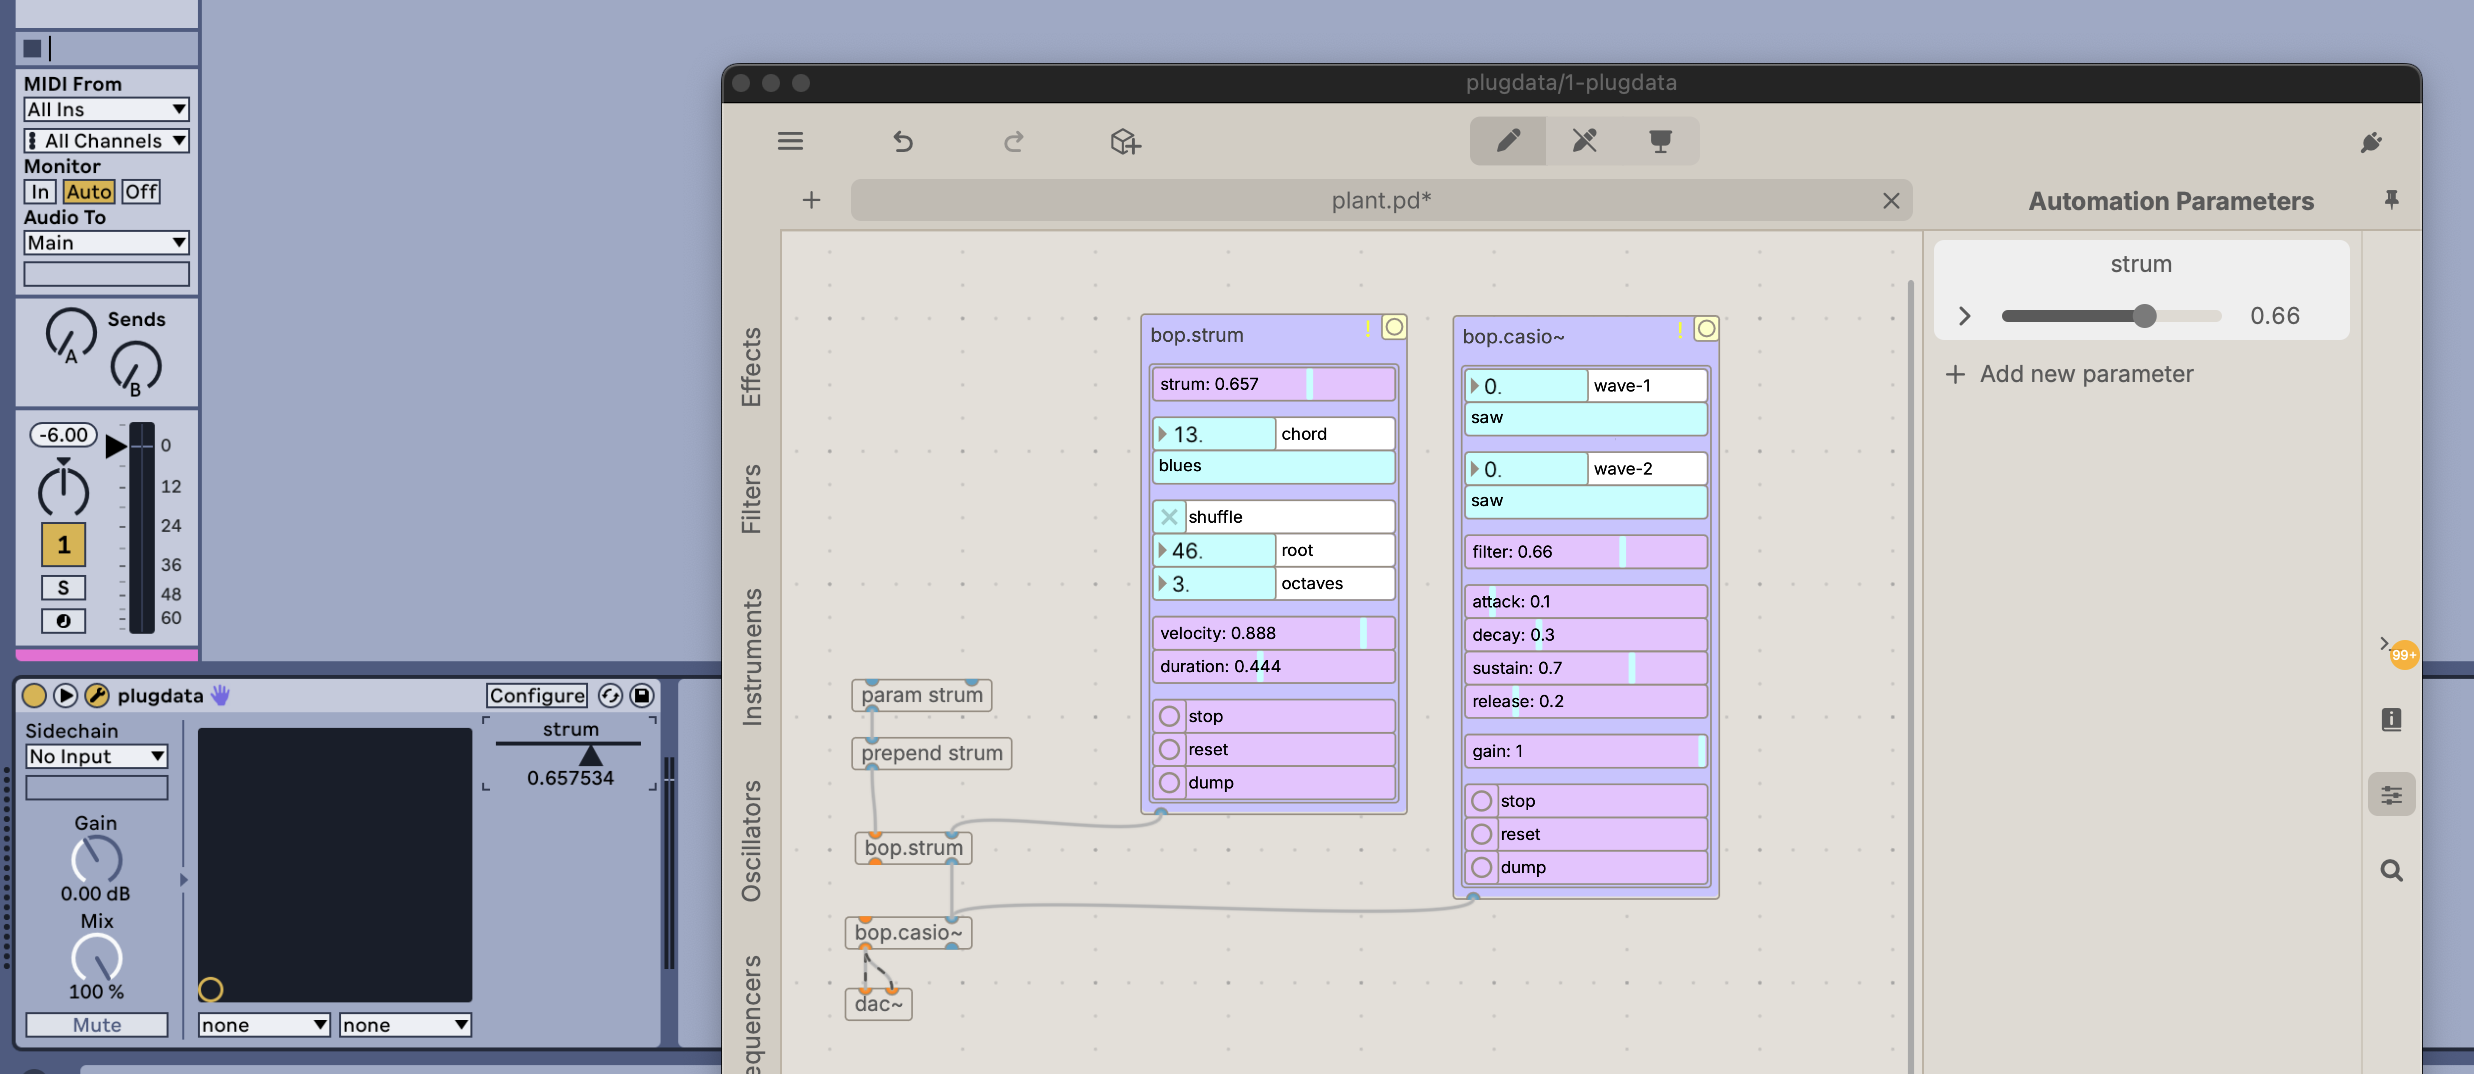 MIDI From
All Ins
All Channels
Monitor
In Auto Off
Audio To
Main
Sends
A
B
-6.00
0
12
24
36
48
60
1
S
plugdata
Configure
Sidechain
No Input
Gain
0.00 dB
Mix
100 %
Mute
none
none
strum
0.657534
plugdata/1-plugdata
plant.pd*
Effects
Filters
Instruments
Oscillators
equencers
param strum
prepend strum
bop.strum
bop.casio~
dac~
bop.strum !
strum: 0.657
13. chord
blues
shuffle
46. root
3. octaves
velocity: 0.888
duration: 0.444
stop
reset
dump
bop.casio~ !
0. wave-1
saw
0. wave-2
saw
filter: 0.66
attack: 0.1
decay: 0.3
sustain: 0.7
release: 0.2
gain: 1
stop
reset
dump
Automation Parameters
strum
0.66
+ Add new parameter
99+